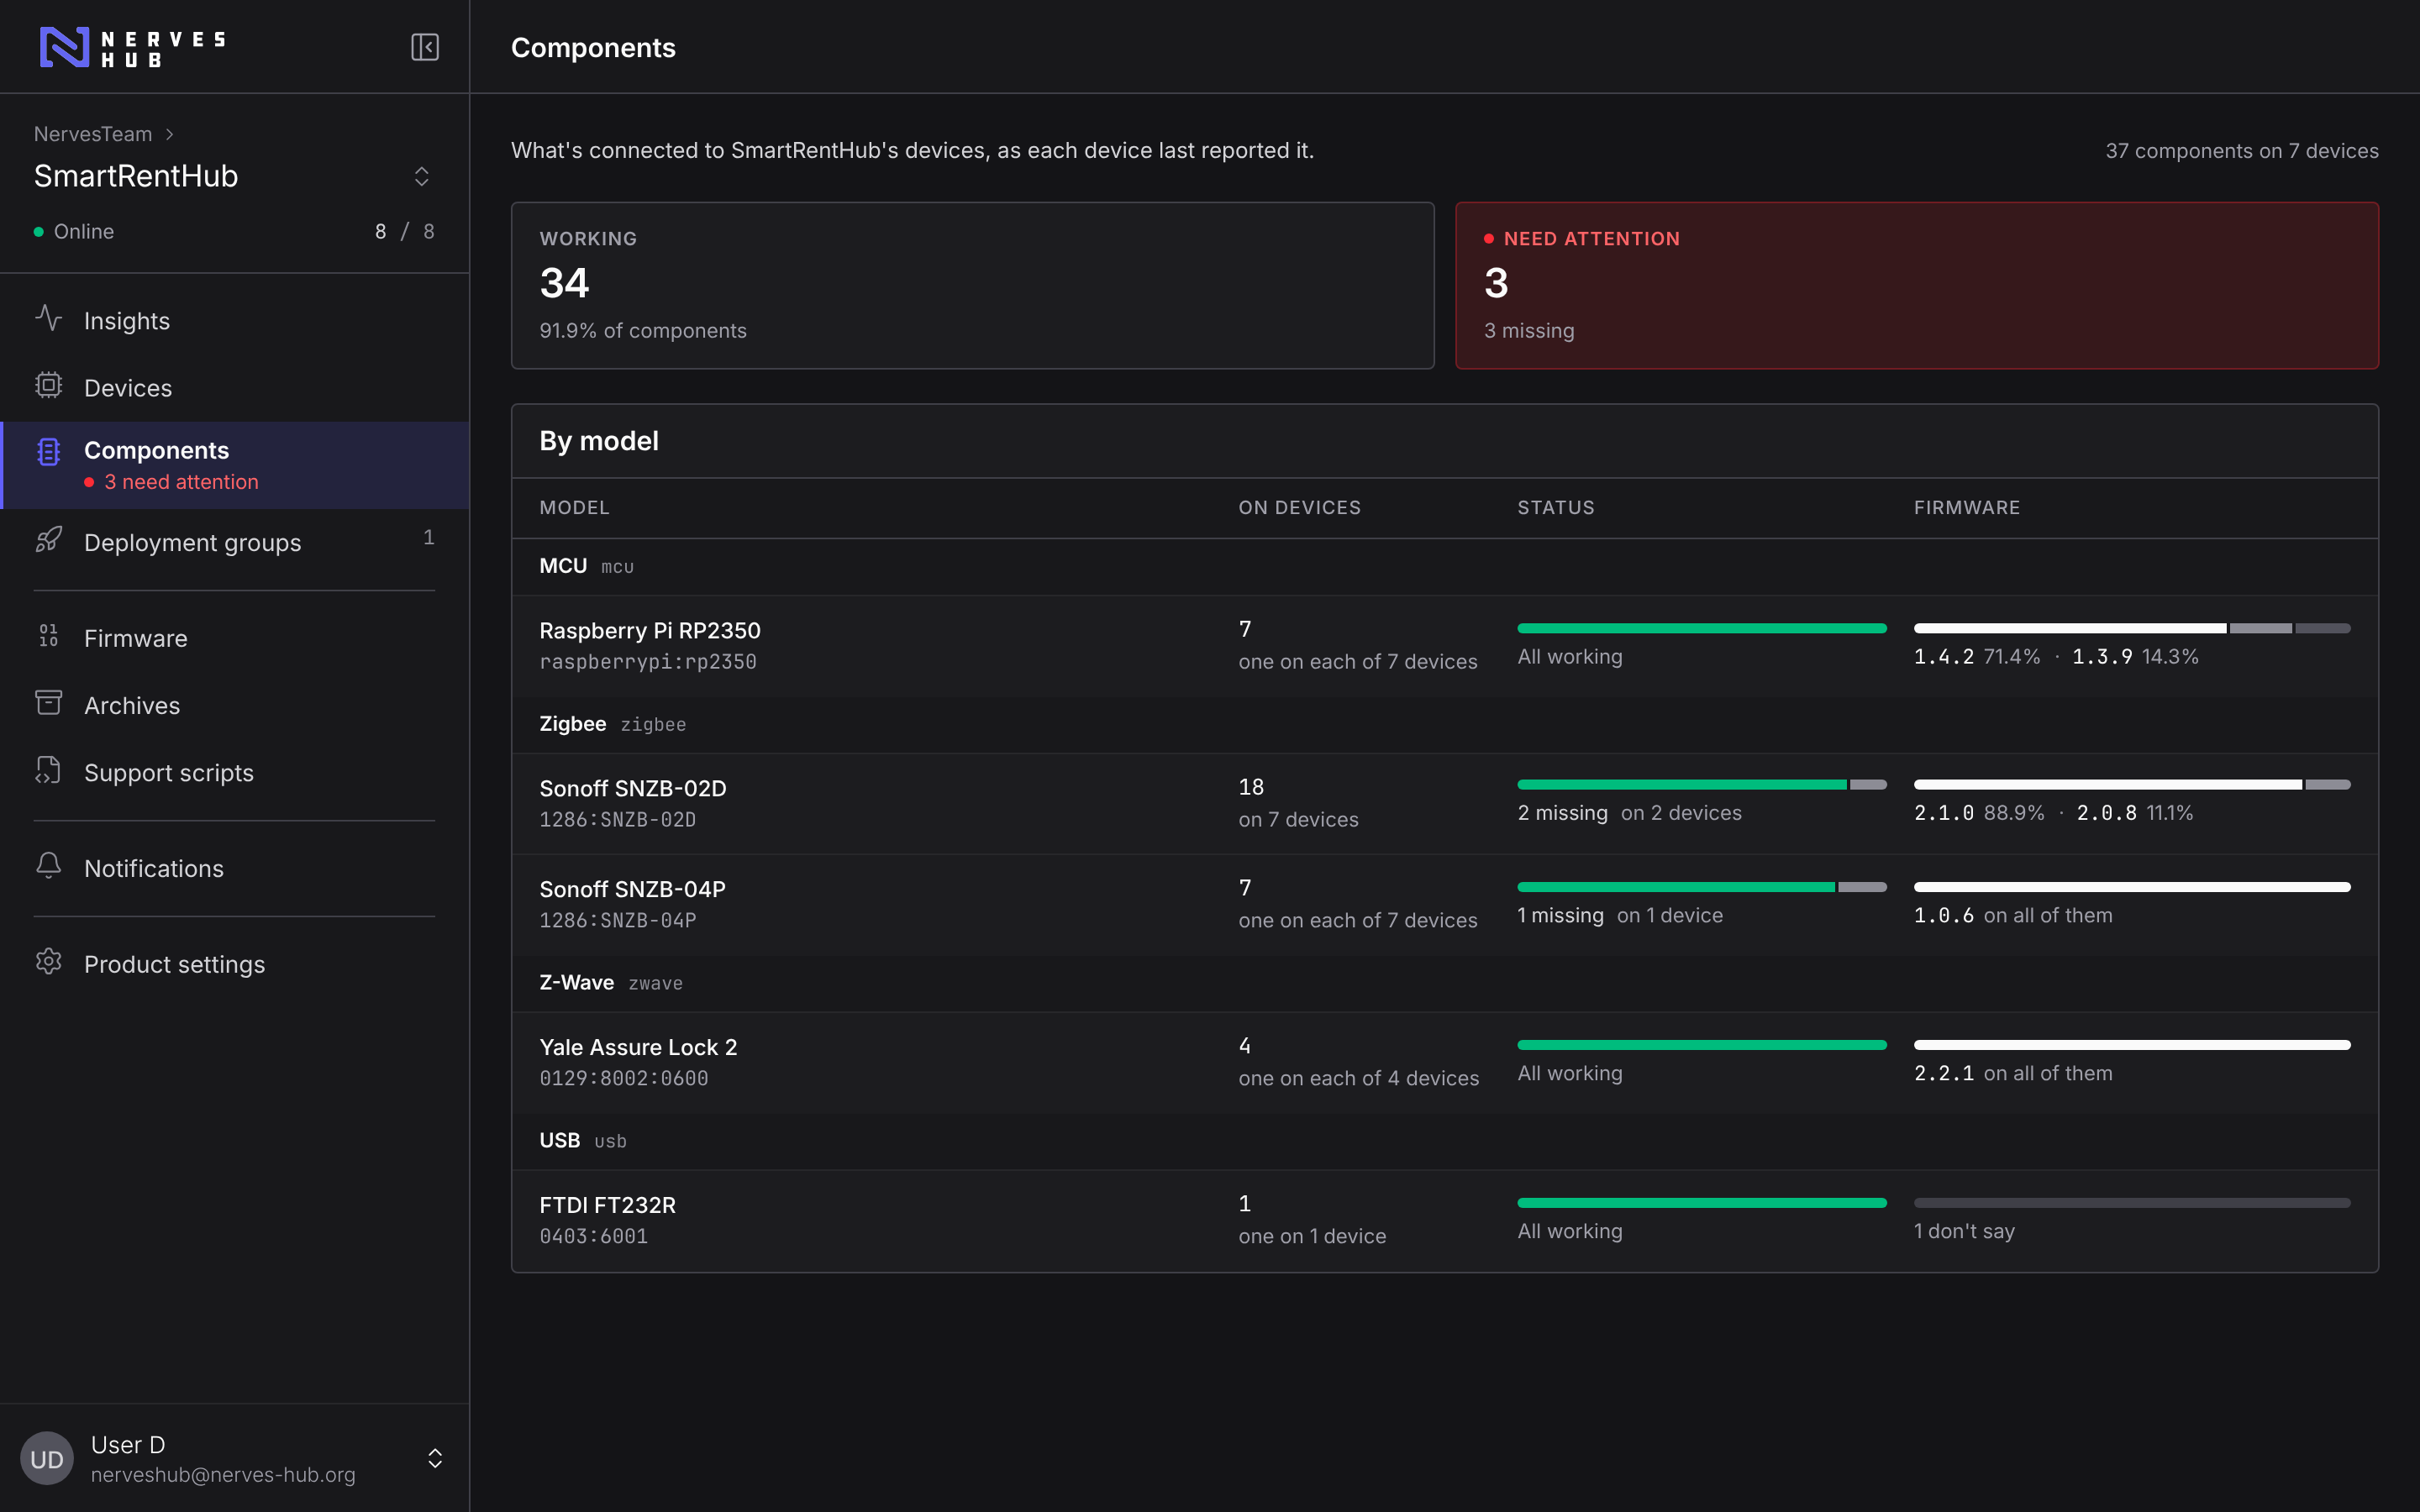 NERVES
HUB
Components
NervesTeam
SmartRentHub
Online
8 / 8
What's connected to SmartRentHub's devices, as each device last reported it.
37 components on 7 devices
WORKING
34
91.9% of components
NEED ATTENTION
3
3 missing
Insights
Devices
Components
3 need attention
Deployment groups
1
Firmware
Archives
Support scripts
Notifications
Product settings
By model
MODEL ON DEVICES STATUS FIRMWARE
MCU mcu
Raspberry Pi RP2350
raspberrypi:rp2350
7
one on each of 7 devices
All working
1.4.2 71.4% · 1.3.9 14.3%
Zigbee zigbee
Sonoff SNZB-02D
1286:SNZB-02D
18
on 7 devices
2 missing on 2 devices
2.1.0 88.9% · 2.0.8 11.1%
Sonoff SNZB-04P
1286:SNZB-04P
7
one on each of 7 devices
1 missing on 1 device
1.0.6 on all of them
Z-Wave zwave
Yale Assure Lock 2
0129:8002:0600
4
one on each of 4 devices
All working
2.2.1 on all of them
USB usb
FTDI FT232R
0403:6001
1
one on 1 device
All working
1 don't say
UD
User D
nerveshub@nerves-hub.org